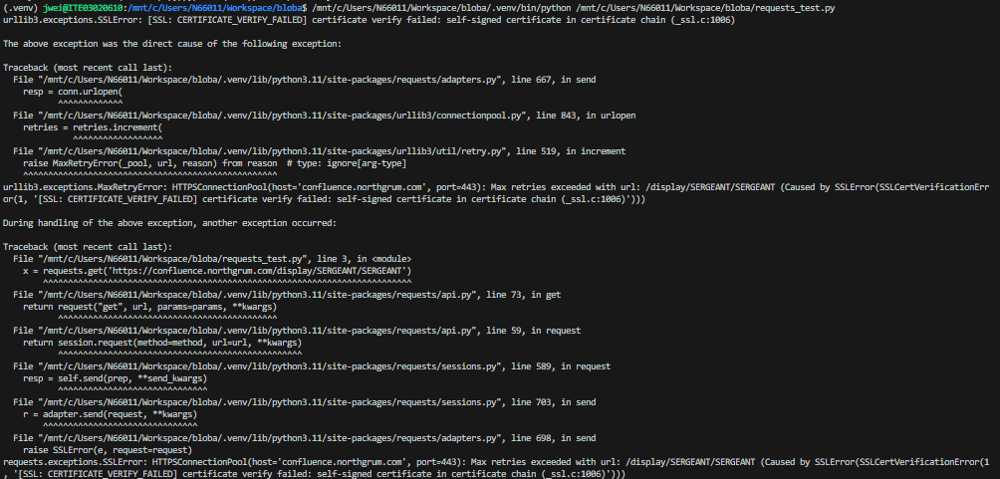 (.venv) jwei@ITE03020610:/mnt/c/Users/N66011/Workspace/bloba$ /mnt/c/Users/N66011/Workspace/bloba/.venv/bin/python /mnt/c/Users/N66011/Workspace/bloba/requests_test.py
urllib3.exceptions.SSLError: [SSL: CERTIFICATE_VERIFY_FAILED] certificate verify failed: self-signed certificate in certificate chain (_ssl.c:1006)
The above exception was the direct cause of the following exception:
Traceback (most recent call last):
  File "/mnt/c/Users/N66011/Workspace/bloba/.venv/lib/python3.11/site-packages/requests/adapters.py", line 667, in send
    resp = conn.urlopen(
           ^^^^^^^^^^^^^
  File "/mnt/c/Users/N66011/Workspace/bloba/.venv/lib/python3.11/site-packages/urllib3/connectionpool.py", line 843, in urlopen
    retries = retries.increment(
              ^^^^^^^^^^^^^^^^^^
  File "/mnt/c/Users/N66011/Workspace/bloba/.venv/lib/python3.11/site-packages/urllib3/util/retry.py", line 519, in increment
    raise MaxRetryError(_pool, url, reason) from reason  # type: ignore[arg-type]
    ^^^^^^^^^^^^^^^^^^^^^^^^^^^^^^^^^^^^^^^^^^^^^^^^^^^
urllib3.exceptions.MaxRetryError: HTTPSConnectionPool(host='confluence.northgrum.com', port=443): Max retries exceeded with url: /display/SERGEANT/SERGEANT (Caused by SSLError(SSLCertVerificationErr
or(1, '[SSL: CERTIFICATE_VERIFY_FAILED] certificate verify failed: self-signed certificate in certificate chain (_ssl.c:1006)')))
During handling of the above exception, another exception occurred:
Traceback (most recent call last):
  File "/mnt/c/Users/N66011/Workspace/bloba/requests_test.py", line 3, in <module>
    x = requests.get('https://confluence.northgrum.com/display/SERGEANT/SERGEANT')
        ^^^^^^^^^^^^^^^^^^^^^^^^^^^^^^^^^^^^^^^^^^^^^^^^^^^^^^^^^^^^^^^^^^^^^^^^^^
  File "/mnt/c/Users/N66011/Workspace/bloba/.venv/lib/python3.11/site-packages/requests/api.py", line 73, in get
    return request("get", url, params=params, **kwargs)
           ^^^^^^^^^^^^^^^^^^^^^^^^^^^^^^^^^^^^^^^^^^^^
  File "/mnt/c/Users/N66011/Workspace/bloba/.venv/lib/python3.11/site-packages/requests/api.py", line 59, in request
    return session.request(method=method, url=url, **kwargs)
           ^^^^^^^^^^^^^^^^^^^^^^^^^^^^^^^^^^^^^^^^^^^^^^^^^
  File "/mnt/c/Users/N66011/Workspace/bloba/.venv/lib/python3.11/site-packages/requests/sessions.py", line 589, in request
    resp = self.send(prep, **send_kwargs)
           ^^^^^^^^^^^^^^^^^^^^^^^^^^^^^^
  File "/mnt/c/Users/N66011/Workspace/bloba/.venv/lib/python3.11/site-packages/requests/sessions.py", line 703, in send
    r = adapter.send(request, **kwargs)
        ^^^^^^^^^^^^^^^^^^^^^^^^^^^^^^^
  File "/mnt/c/Users/N66011/Workspace/bloba/.venv/lib/python3.11/site-packages/requests/adapters.py", line 698, in send
    raise SSLError(e, request=request)
requests.exceptions.SSLError: HTTPSConnectionPool(host='confluence.northgrum.com', port=443): Max retries exceeded with url: /display/SERGEANT/SERGEANT (Caused by SSLError(SSLCertVerificationError(1
, '[SSL: CERTIFICATE_VERIFY_FAILED] certificate verify failed: self-signed certificate in certificate chain (_ssl.c:1006)')))